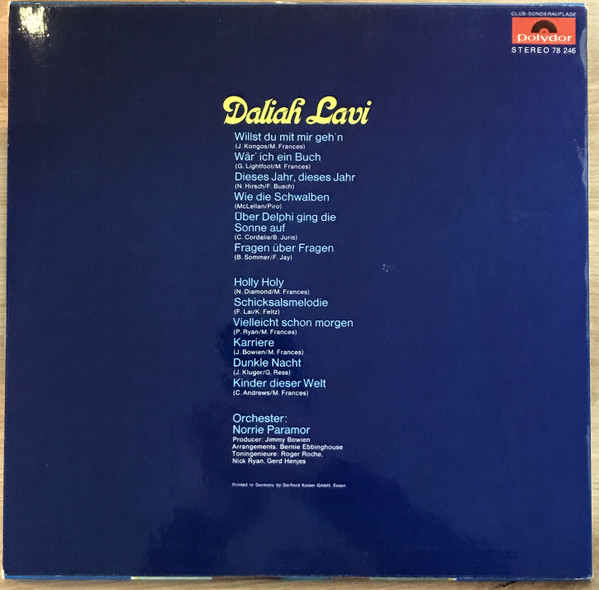 CLUB-SONDERAUFLAGE
Polydor
STEREO 78 246
Daliah Lavi
Willst du mit mir geh'n
(J. Kongos/M. Frances)
Wär' ich ein Buch
(G. Lightfoot/M. Frances)
Dieses Jahr, dieses Jahr
(N. Hirsch/F. Busch)
Wie die Schwalben
(McLellan/Piro)
Über Delphi ging die
Sonne auf
(C. Cordalis/B. Juris)
Fragen über Fragen
(B. Sommer/F. Jay)
Holly Holy
(N. Diamond/M. Frances)
Schicksalsmelodie
(F. Lai/K. Feltz)
Vielleicht schon morgen
(P. Ryan/M. Frances)
Karriere
(J. Bowien/M. Frances)
Dunkle Nacht
(J. Kluger/G. Ress)
Kinder dieser Welt
(C. Andrews/M. Frances)
Orchester:
Norrie Paramor
Producer: Jimmy Bowien
Arrangements: Bernie Ebbinghouse
Toningenieure: Roger Roche,
Nick Ryan, Gerd Henjes
Printed in Germany by Gerhard Kaiser GmbH, Essen